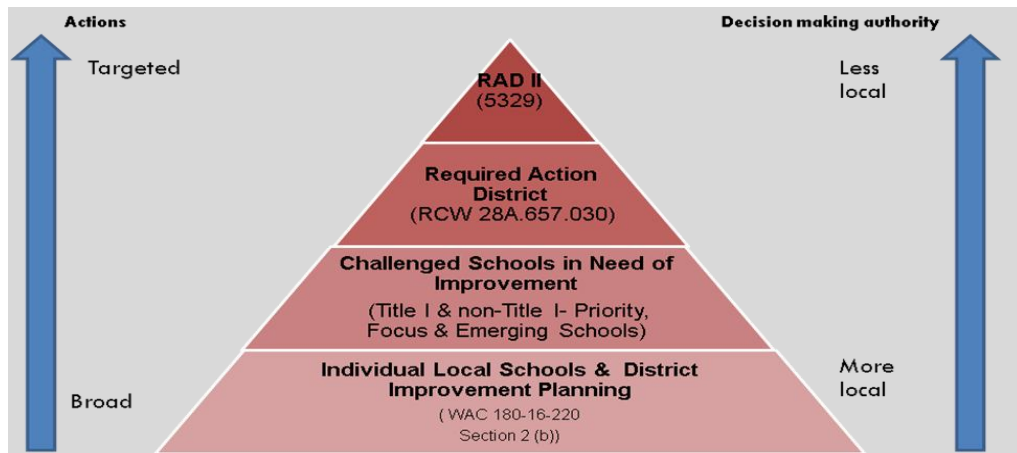 Actions
Decision making authority
Targeted
Less
local
RAD II
(5329)
Required Action
District
(RCW 28A.657.030)
Challenged Schools in Need of
Improvement
(Title I & non-Title I- Priority,
Focus & Emerging Schools)
Individual Local Schools & District
Improvement Planning
( WAC 180-16-220
Section 2 (b))
Broad
More
local